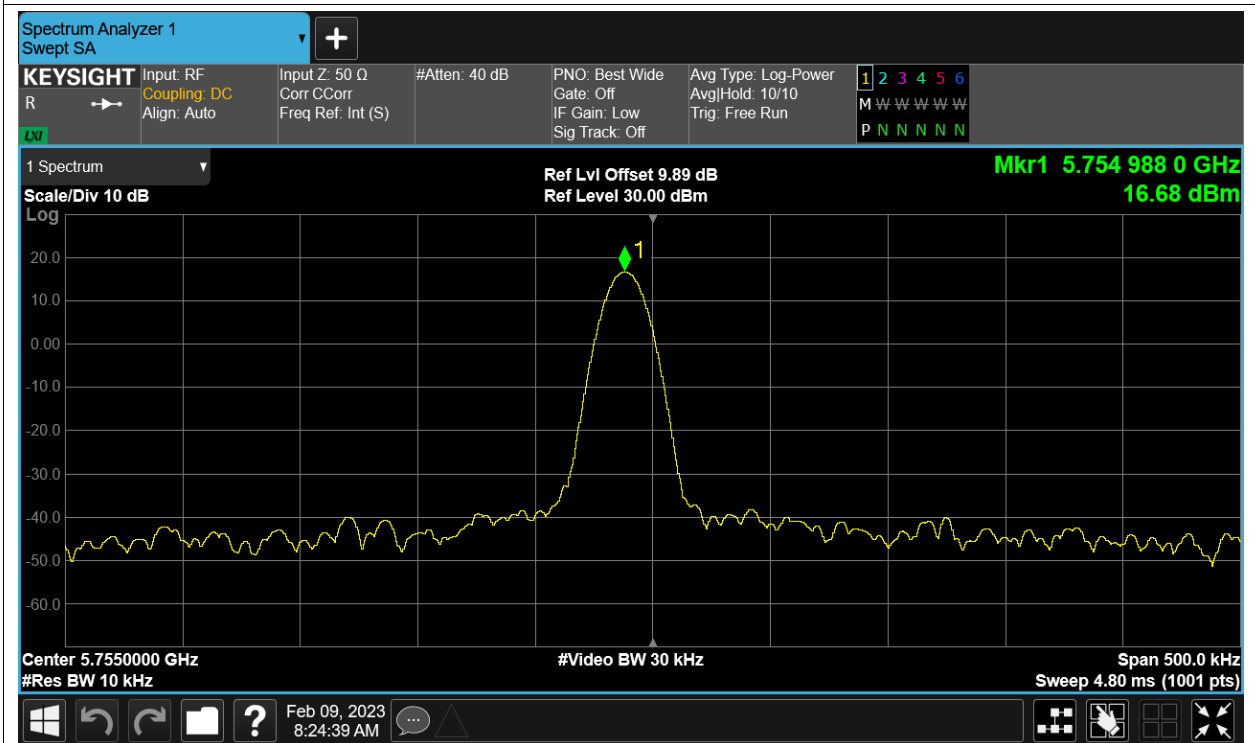 Spectrum Analyzer 1
Swept SA
KEYSIGHT
R
LXI
Input: RF
Coupling: DC
Align: Auto
Input Z: 50 Ω
Corr CCorr
Freq Ref: Int (S)
#Atten: 40 dB
PNO: Best Wide
Gate: Off
IF Gain: Low
Sig Track: Off
Avg Type: Log-Power
Avg|Hold: 10/10
Trig: Free Run
1 2 3 4 5 6
M W W W W W
P N N N N N
1 Spectrum
Scale/Div 10 dB
Log
Ref Lvl Offset 9.89 dB
Ref Level 30.00 dBm
Mkr1 5.754 988 0 GHz
16.68 dBm
1
20.0
10.0
0.00
-10.0
-20.0
-30.0
-40.0
-50.0
-60.0
Center 5.7550000 GHz
#Res BW 10 kHz
#Video BW 30 kHz
Span 500.0 kHz
Sweep 4.80 ms (1001 pts)
?
Feb 09, 2023
8:24:39 AM